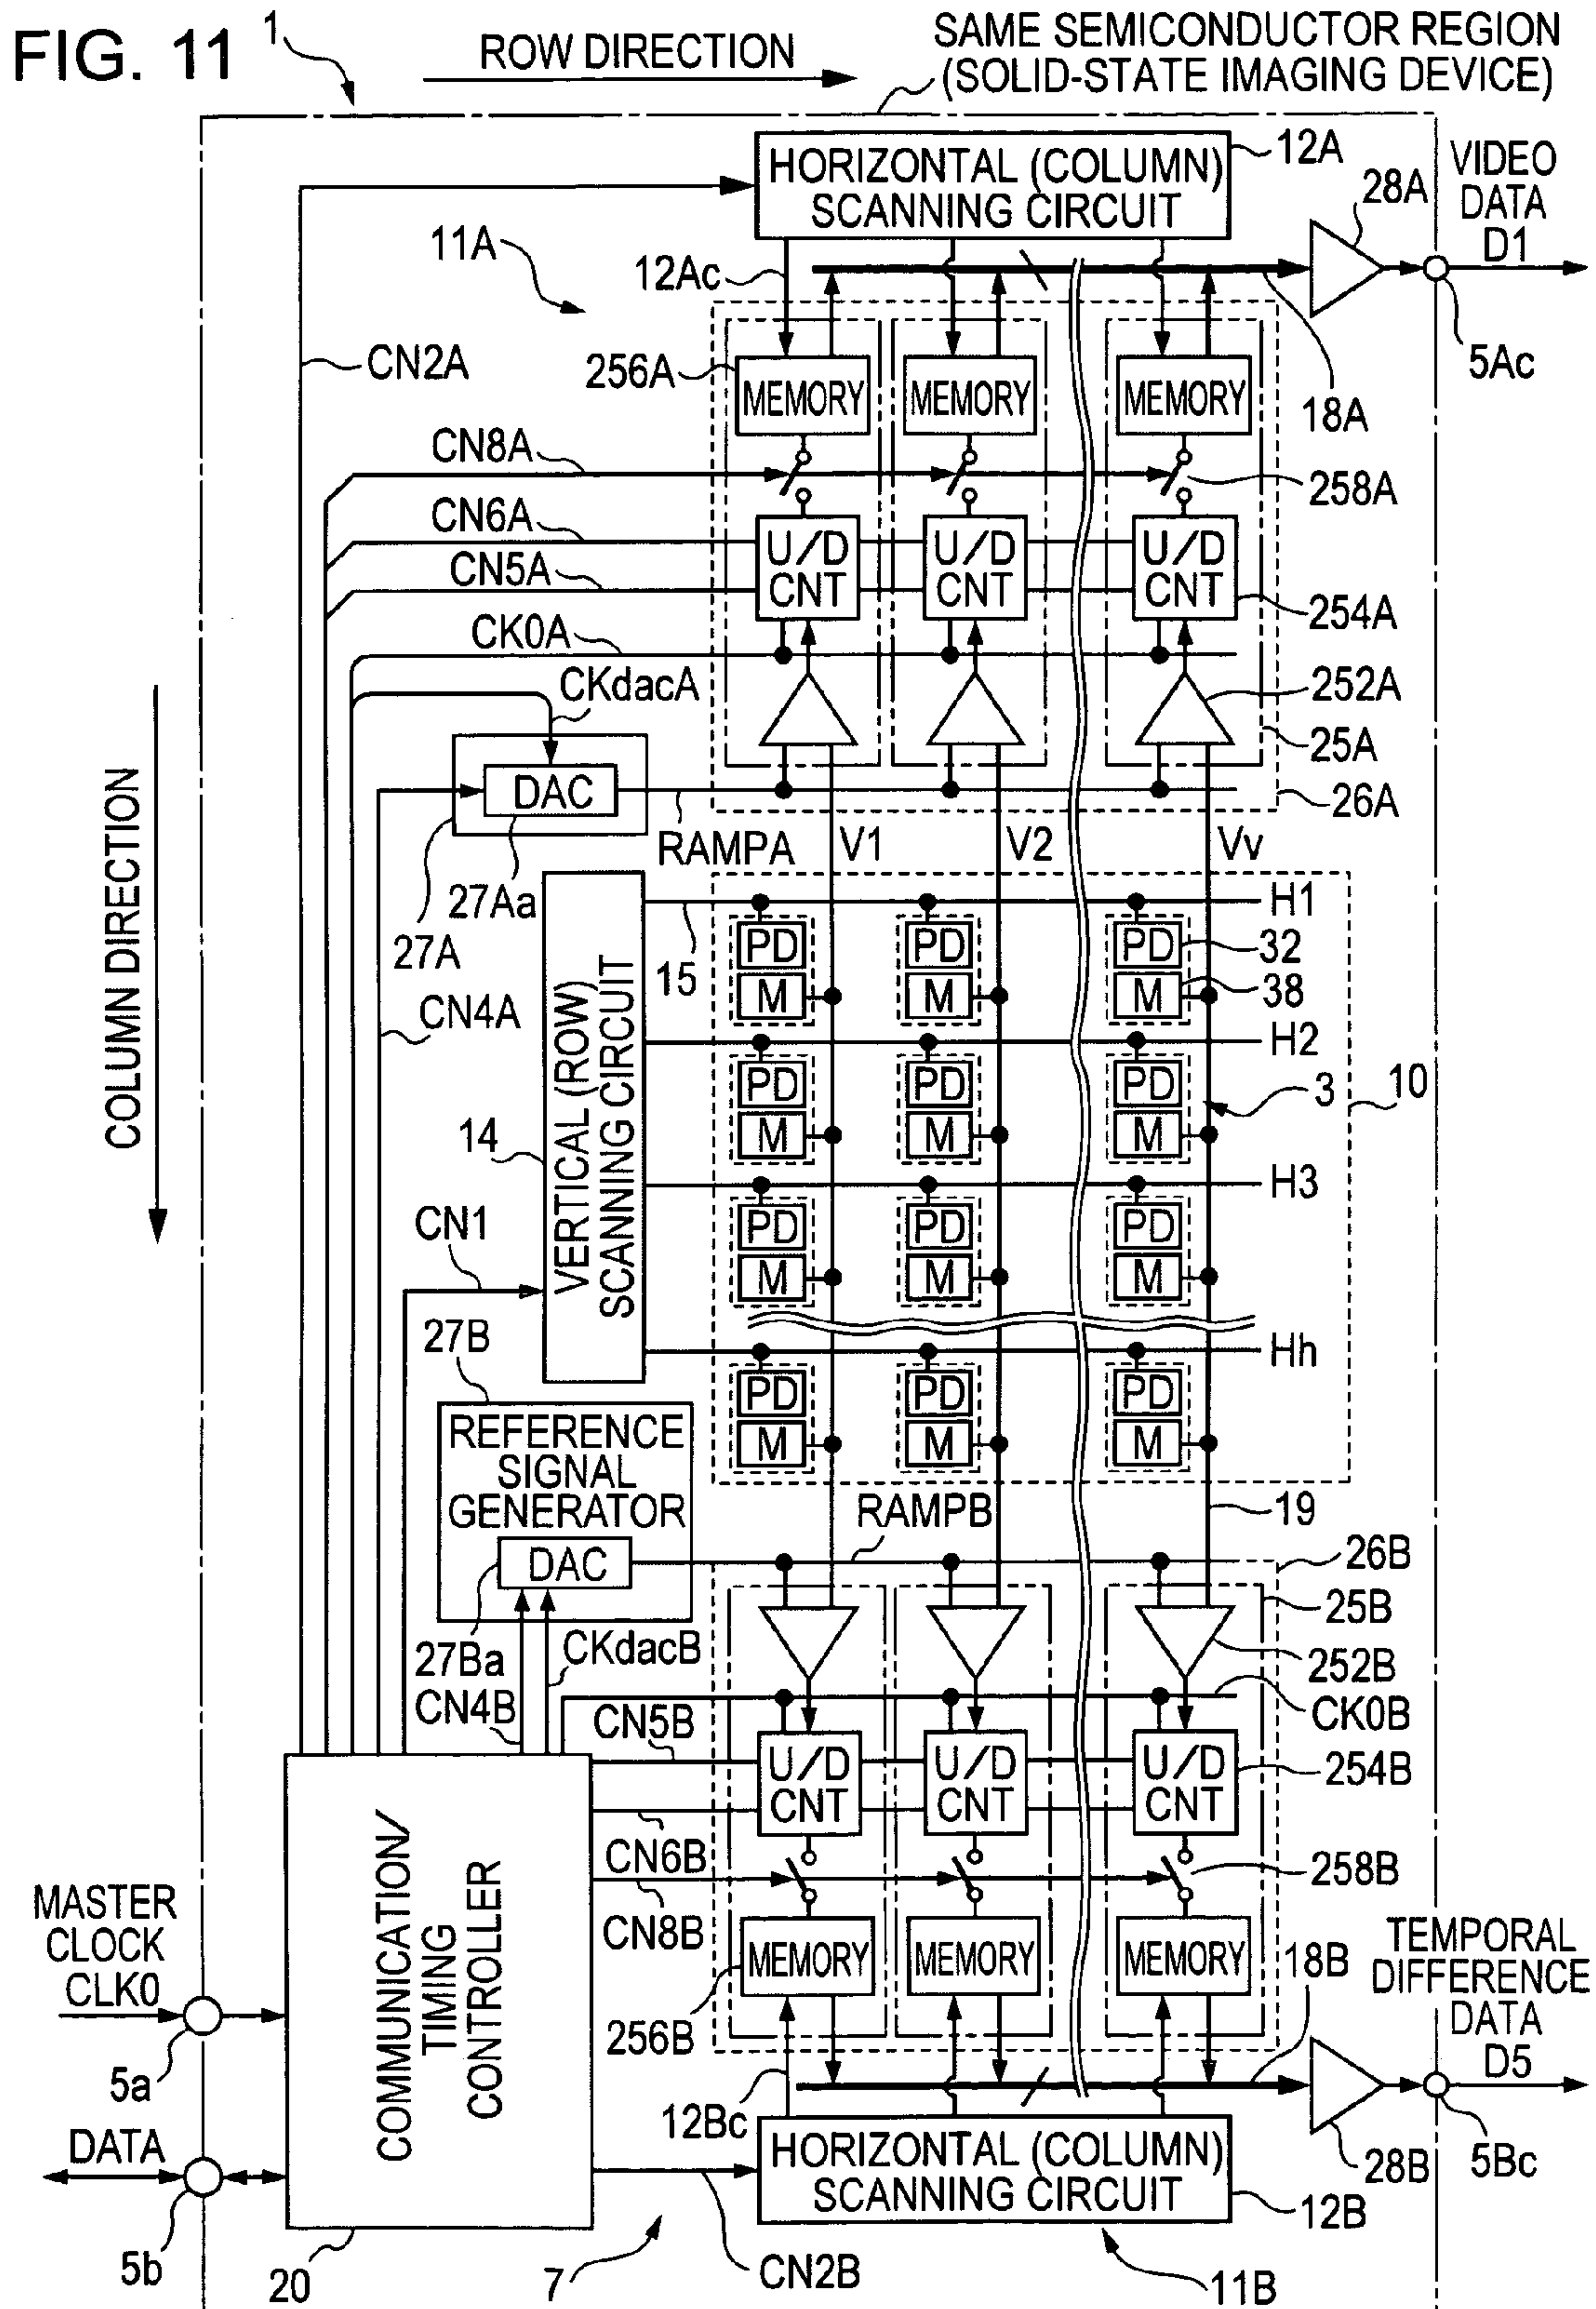 FIG. 11
1
ROW DIRECTION
SAME SEMICONDUCTOR REGION
(SOLID-STATE IMAGING DEVICE)
HORIZONTAL (COLUMN)
SCANNING CIRCUIT
12A
VIDEO
DATA
D1
28A
11A
12Ac
CN2A
256A
MEMORY
MEMORY
MEMORY
5Ac
18A
CN8A
258A
CN6A
U/D
CNT
U/D
CNT
U/D
CNT
CN5A
254A
CK0A
CKdacA
252A
25A
DAC
26A
RAMPA
V1
V2
Vv
COLUMN DIRECTION
27Aa
27A
15
H1
PD
PD
PD
32
M
M
M
38
CN4A
VERTICAL (ROW)
SCANNING CIRCUIT
H2
PD
PD
PD
3
10
M
M
M
14
H3
CN1
PD
PD
PD
M
M
M
27B
Hh
PD
PD
PD
M
M
M
REFERENCE
SIGNAL
GENERATOR
DAC
RAMPB
19
26B
25B
27Ba
CKdacB
252B
CN4B
CN5B
CK0B
U/D
CNT
U/D
CNT
U/D
CNT
254B
CN6B
258B
CN8B
COMMUNICATION/
TIMING
CONTROLLER
MASTER
CLOCK
CLK0
MEMORY
MEMORY
MEMORY
18B
TEMPORAL
DIFFERENCE
DATA
D5
256B
5a
12Bc
DATA
HORIZONTAL (COLUMN)
SCANNING CIRCUIT
28B
5Bc
12B
5b
20
7
CN2B
11B